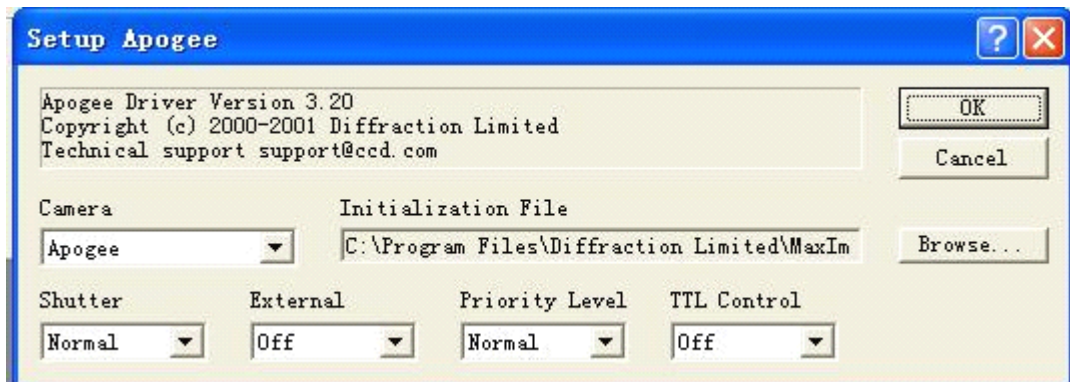 Setup Apogee
Apogee Driver Version 3.20
Copyright (c) 2000-2001 Diffraction Limited
Technical support support@ccd.com
OK
Cancel
Camera
Initialization File
Apogee
C:\Program Files\Diffraction Limited\MaxIm
Browse...
Shutter
External
Priority Level
TTL Control
Normal
Off
Normal
Off